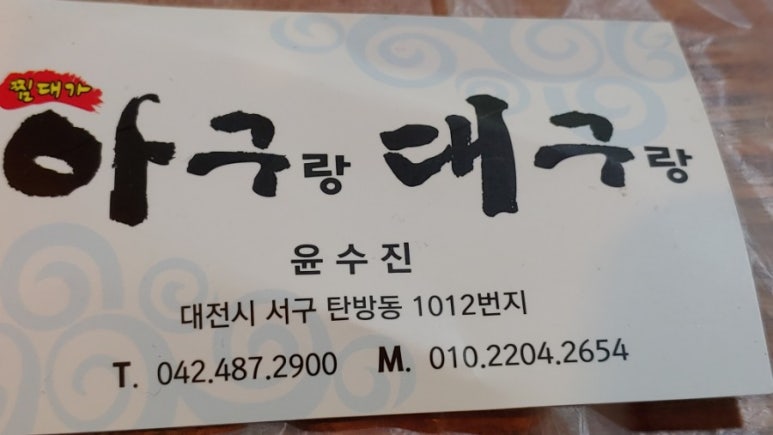 찜대가
아구랑 대구랑
윤수진
대전시 서구 탄방동 1012번지
T. 042.487.2900 M. 010.2204.2654